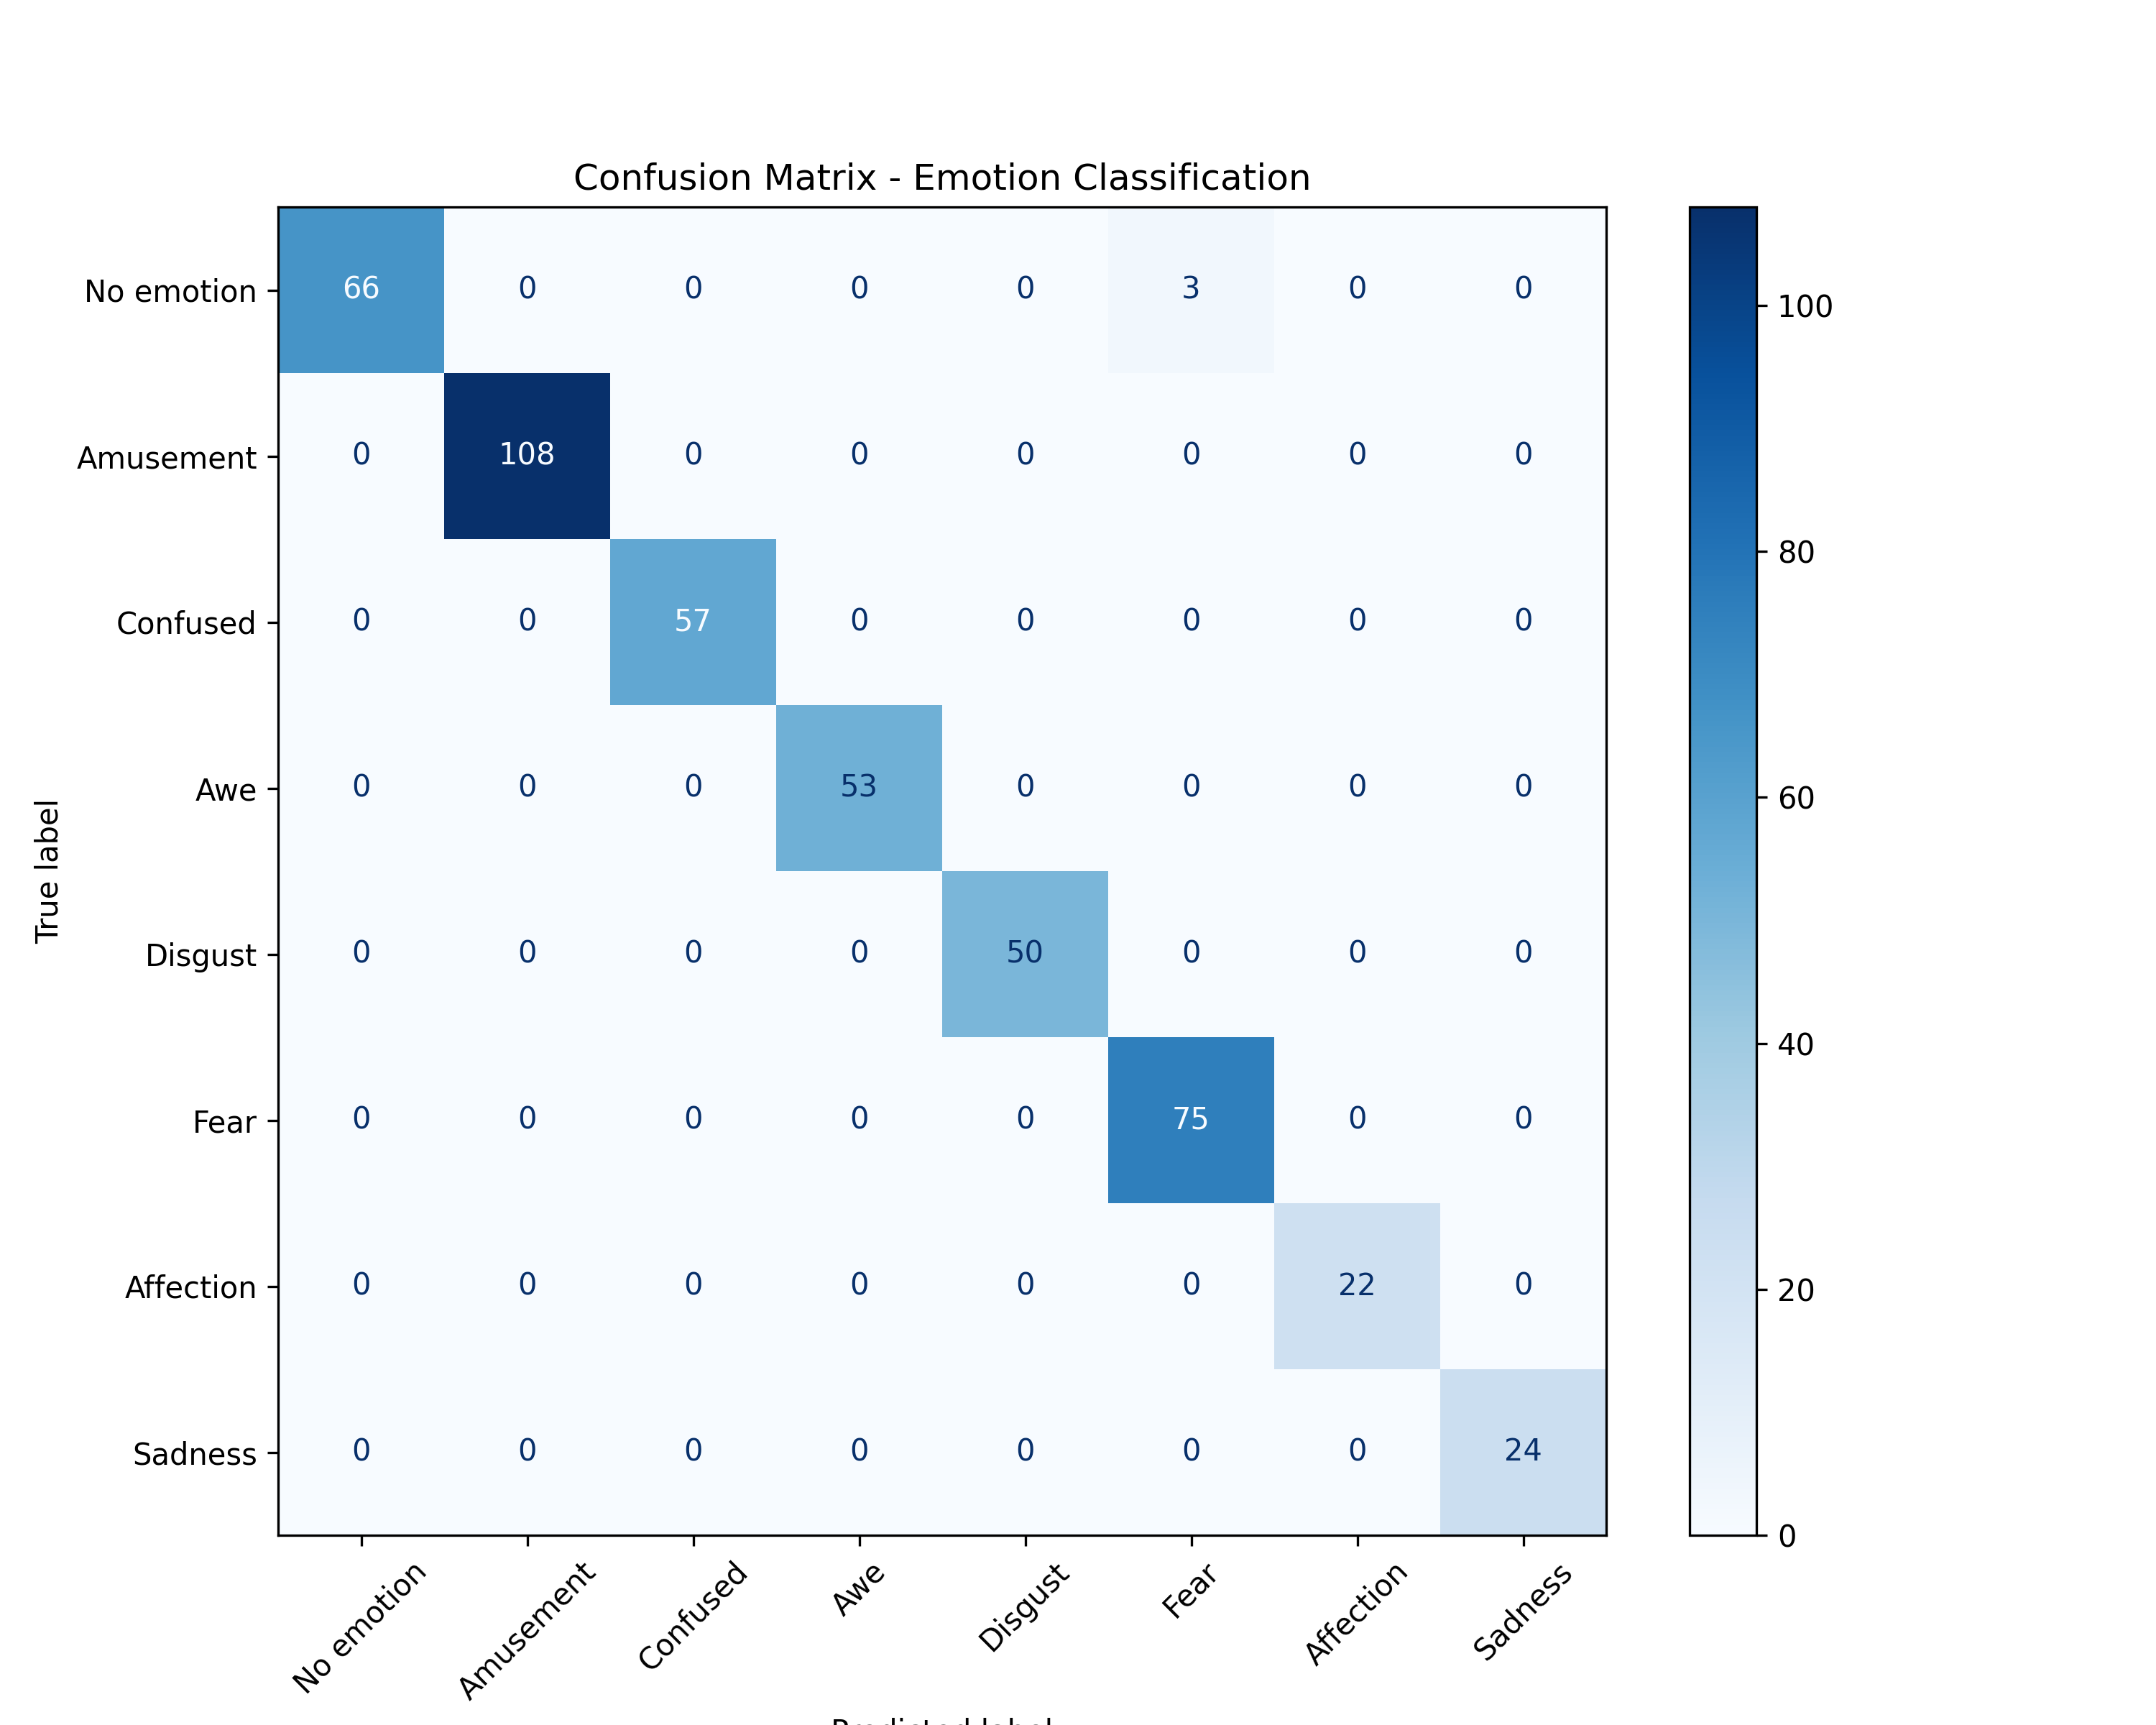 Confusion Matrix - Emotion Classification
No emotion 66 0 0 0 0 3 0 0
Amusement 0 108 0 0 0 0 0 0
Confused 0 0 57 0 0 0 0 0
Awe 0 0 0 53 0 0 0 0
Disgust 0 0 0 0 50 0 0 0
Fear 0 0 0 0 0 75 0 0
Affection 0 0 0 0 0 0 22 0
Sadness 0 0 0 0 0 0 0 24
True label
No emotion Amusement Confused Awe Disgust Fear Affection Sadness
Predicted label
100
80
60
40
20
0